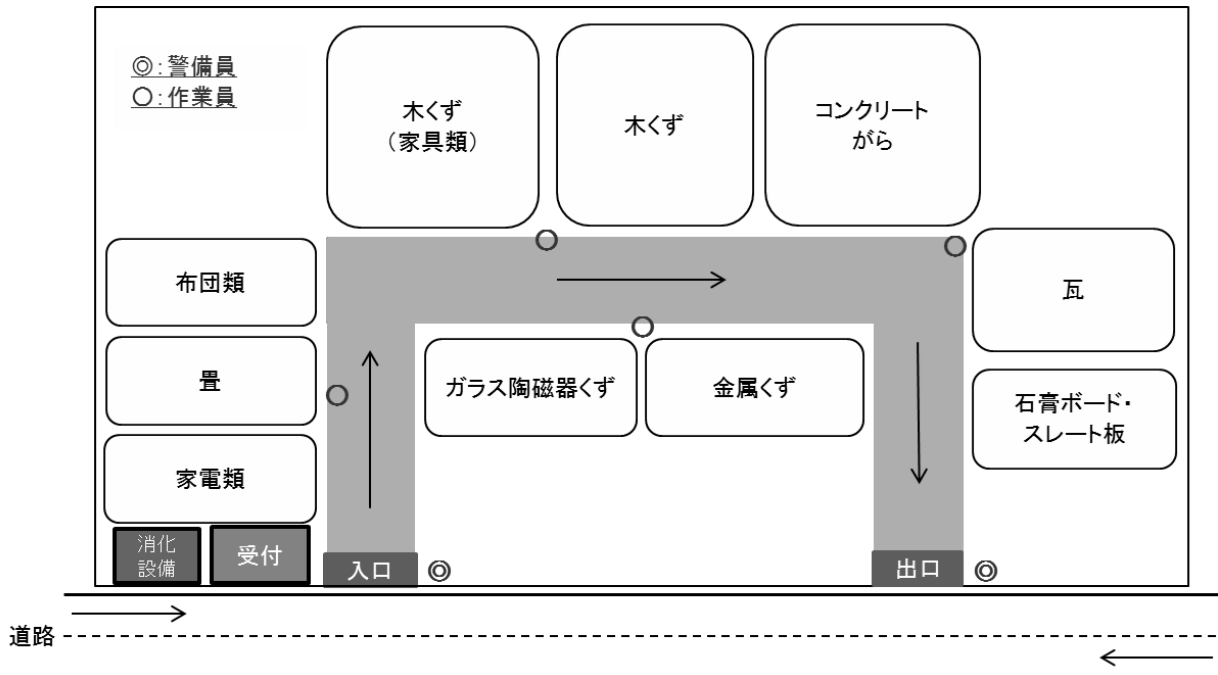 ◎:警備員
○:作業員
木くず
（家具類）
木くず
コンクリート
がら
布団類
瓦
畳
ガラス陶磁器くず
金属くず
石膏ボード・
スレート板
家電類
消化
設備
受付
入口
出口
道路